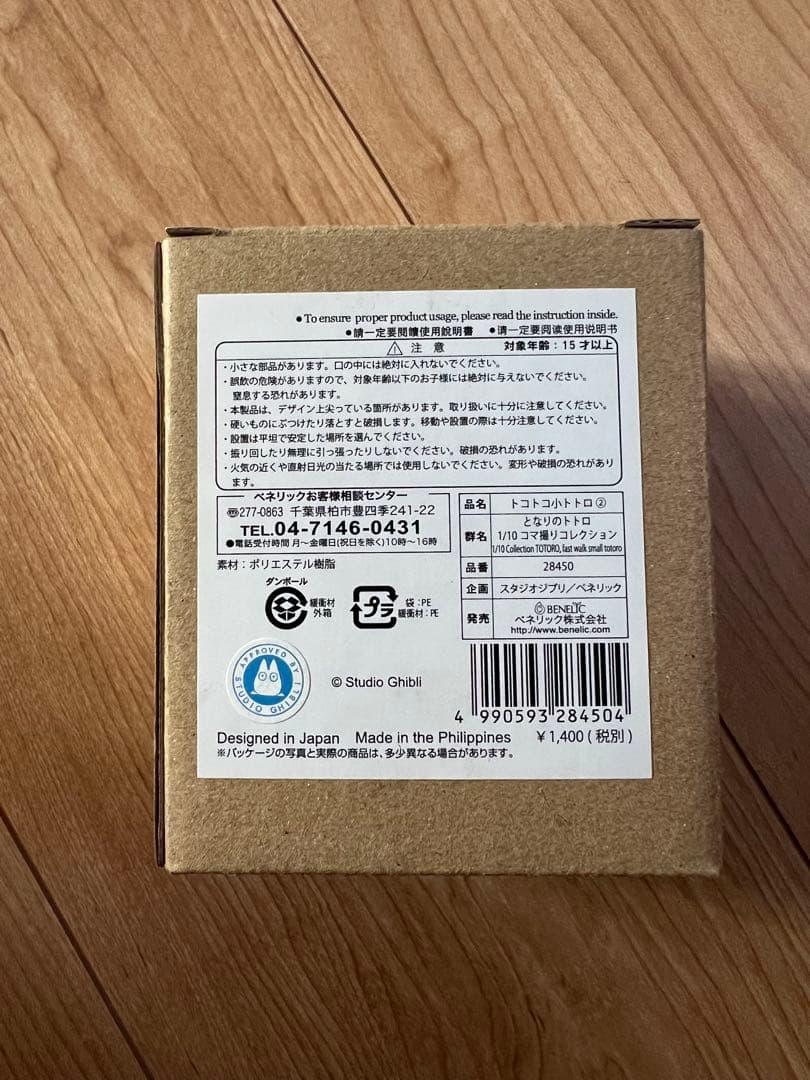 ●To ensure proper product usage, please read the instruction inside.
●請一定要閱讀使用說明書 ●请一定要阅读使用说明书
⚠ 注 意 対象年齢：15才以上
・小さな部品があります。口の中には絶対に入れないでください。
・誤飲の危険がありますので、対象年齢以下のお子様には絶対に与えないでください。
窒息する恐れがあります。
・本製品は、デザイン上尖っている箇所があります。取り扱いに十分に注意してください。
・硬いものにぶつけたり落とすと破損します。移動や設置の際は十分注意してください。
・設置は平坦で安定した場所を選んでください。
・振り回したり無理に引っ張ったりしないでください。破損の恐れがあります。
・火気の近くや直射日光の当たる場所では使用しないでください。変形や破損の恐れがあり
ます。
ベネリックお客様相談センター
〠277-0863 千葉県柏市豊四季241-22
TEL.04-7146-0431
●電話受付時間 月～金曜日(祝日を除く)10時～16時
素材：ポリエステル樹脂
ダンボール
緩衝材
外箱
プラ
袋：PE
緩衝材：PE
品名 トコトコ小トトロ②
群名 となりのトトロ
1/10 コマ撮りコレクション
1/10 Collection TOTORO, fast walk small totoro
品番 28450
企画 スタジオジブリ／ベネリック
発売 BENELIC
ベネリック株式会社
http://www.benelic.com
APPROVED BY
STUDIO GHIBLI
© Studio Ghibli
4 990593 284504
Designed in Japan Made in the Philippines ￥1,400(税別)
※パッケージの写真と実際の商品は、多少異なる場合があります。